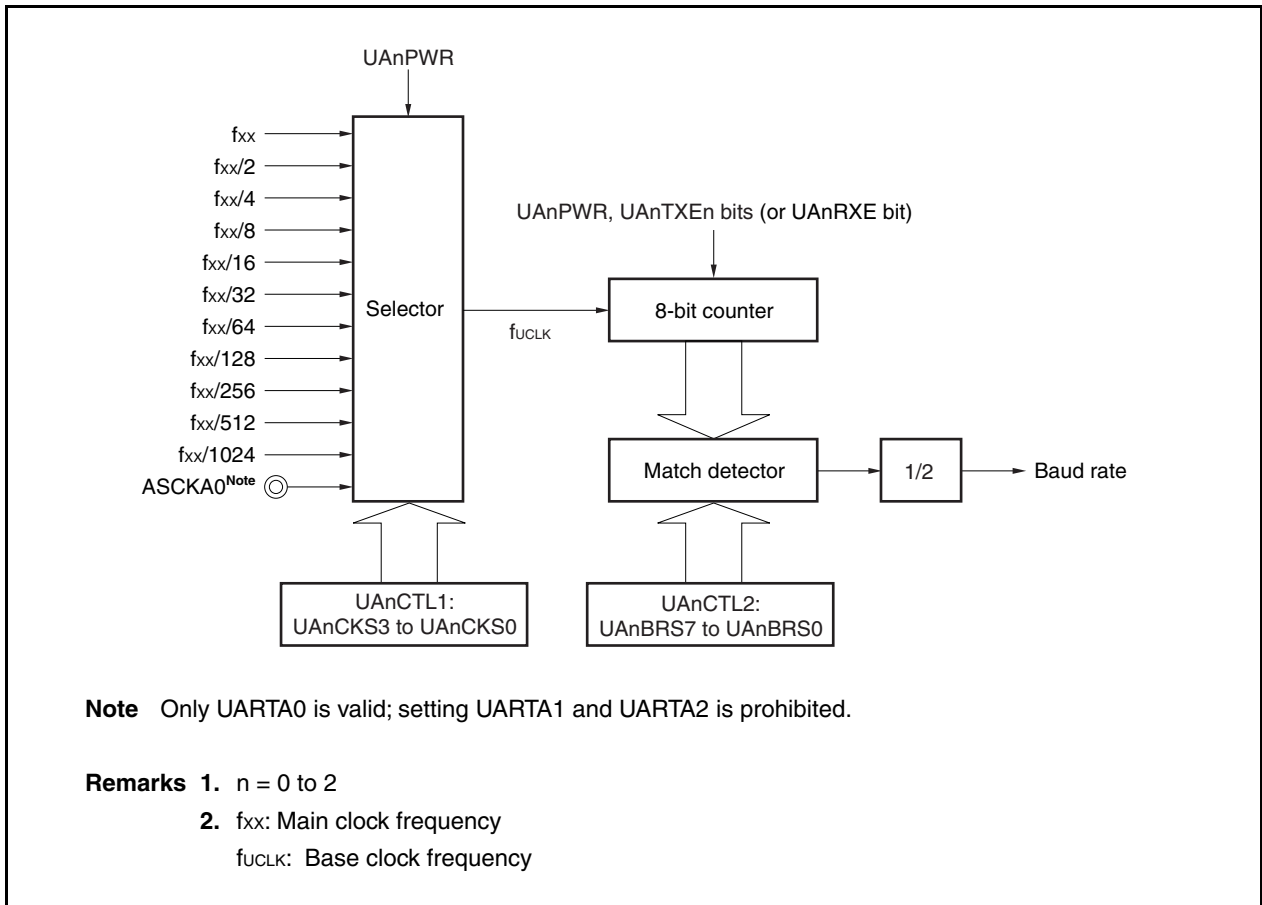 UAnPWR
fxx
fxx/2
fxx/4
fxx/8
fxx/16
fxx/32
fxx/64
fxx/128
fxx/256
fxx/512
fxx/1024
ASCKA0Note
Selector
fUCLK
UAnPWR, UAnTXEn bits (or UAnRXE bit)
8-bit counter
Match detector
1/2
Baud rate
UAnCTL1:
UAnCKS3 to UAnCKS0
UAnCTL2:
UAnBRS7 to UAnBRS0
Note Only UARTA0 is valid; setting UARTA1 and UARTA2 is prohibited.
Remarks 1. n = 0 to 2
2. fxx: Main clock frequency
fUCLK: Base clock frequency